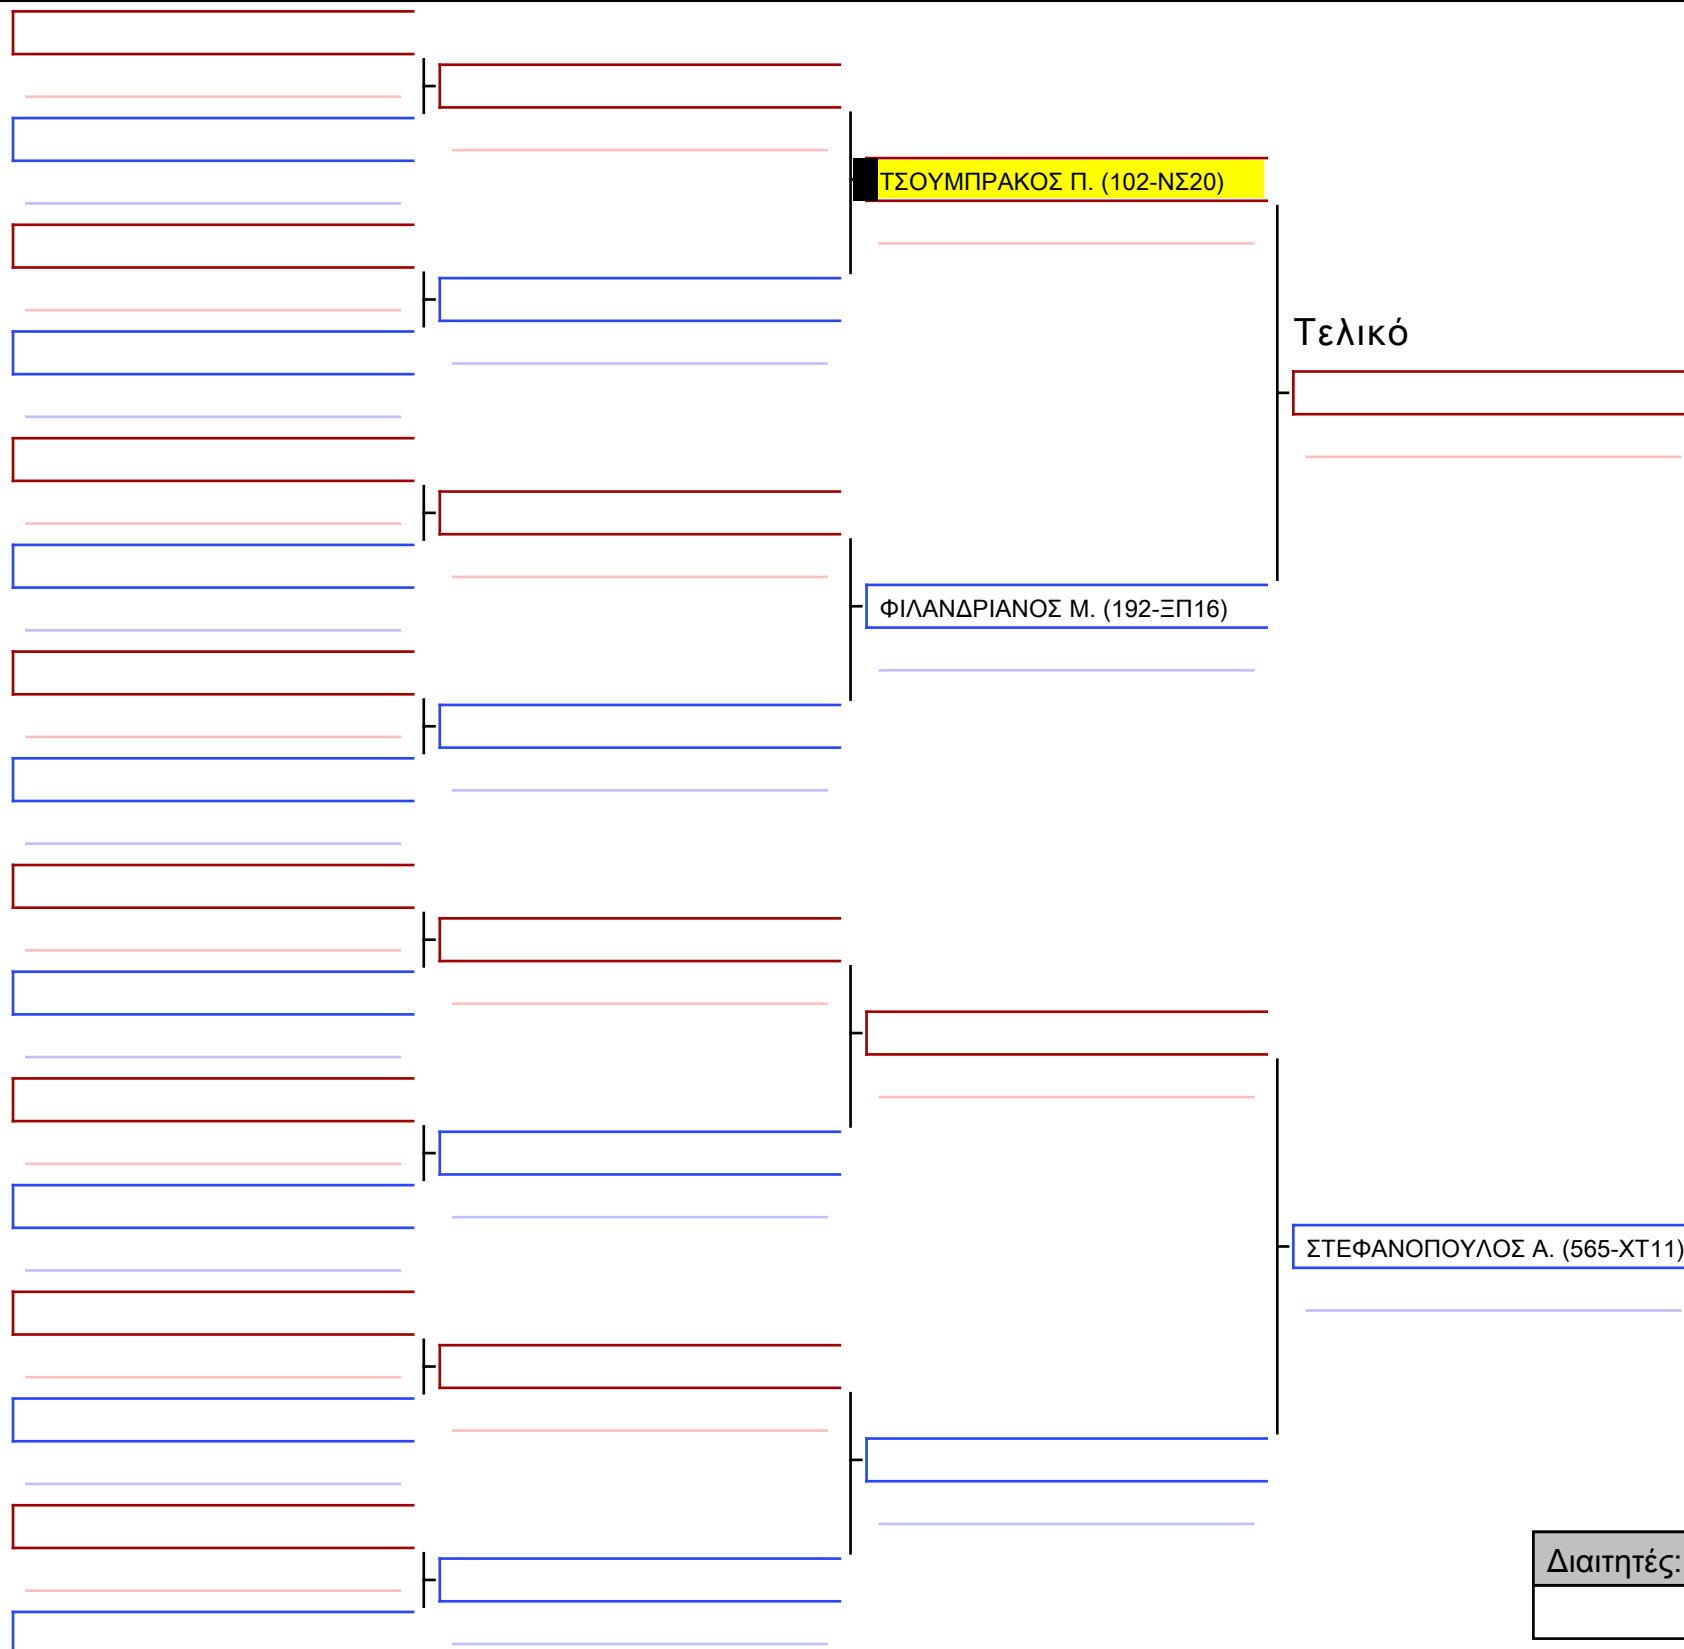 ΤΣΟΥΜΠΡΑΚΟΣ Π. (102-ΝΣ20)
Τελικό
ΦΙΛΑΝΔΡΙΑΝΟΣ Μ. (192-ΞΠ16)
ΣΤΕΦΑΝΟΠΟΥΛΟΣ Α. (565-ΧΤ11)
Διαιτητές: